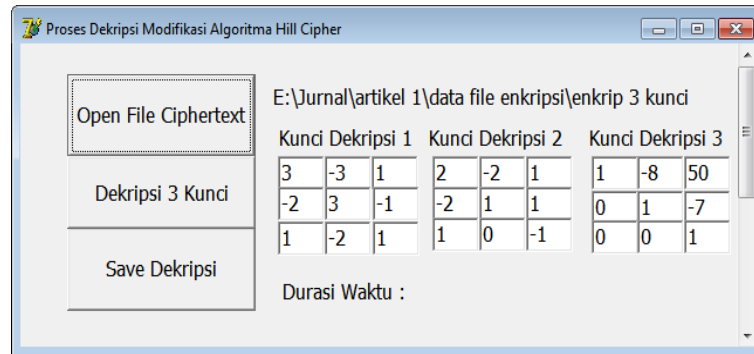 Proses Dekripsi Modifikasi Algoritma Hill Cipher
Open File Ciphertext
Dekripsi 3 Kunci
Save Dekripsi
E:\Jurnal\artikel 1\data file enkripsi\enkrip 3 kunci
Kunci Dekripsi 1 Kunci Dekripsi 2 Kunci Dekripsi 3
3 -3 1 2 -2 1 1 -8 50
-2 3 -1 -2 1 1 0 1 -7
1 -2 1 1 0 -1 0 0 1
Durasi Waktu :